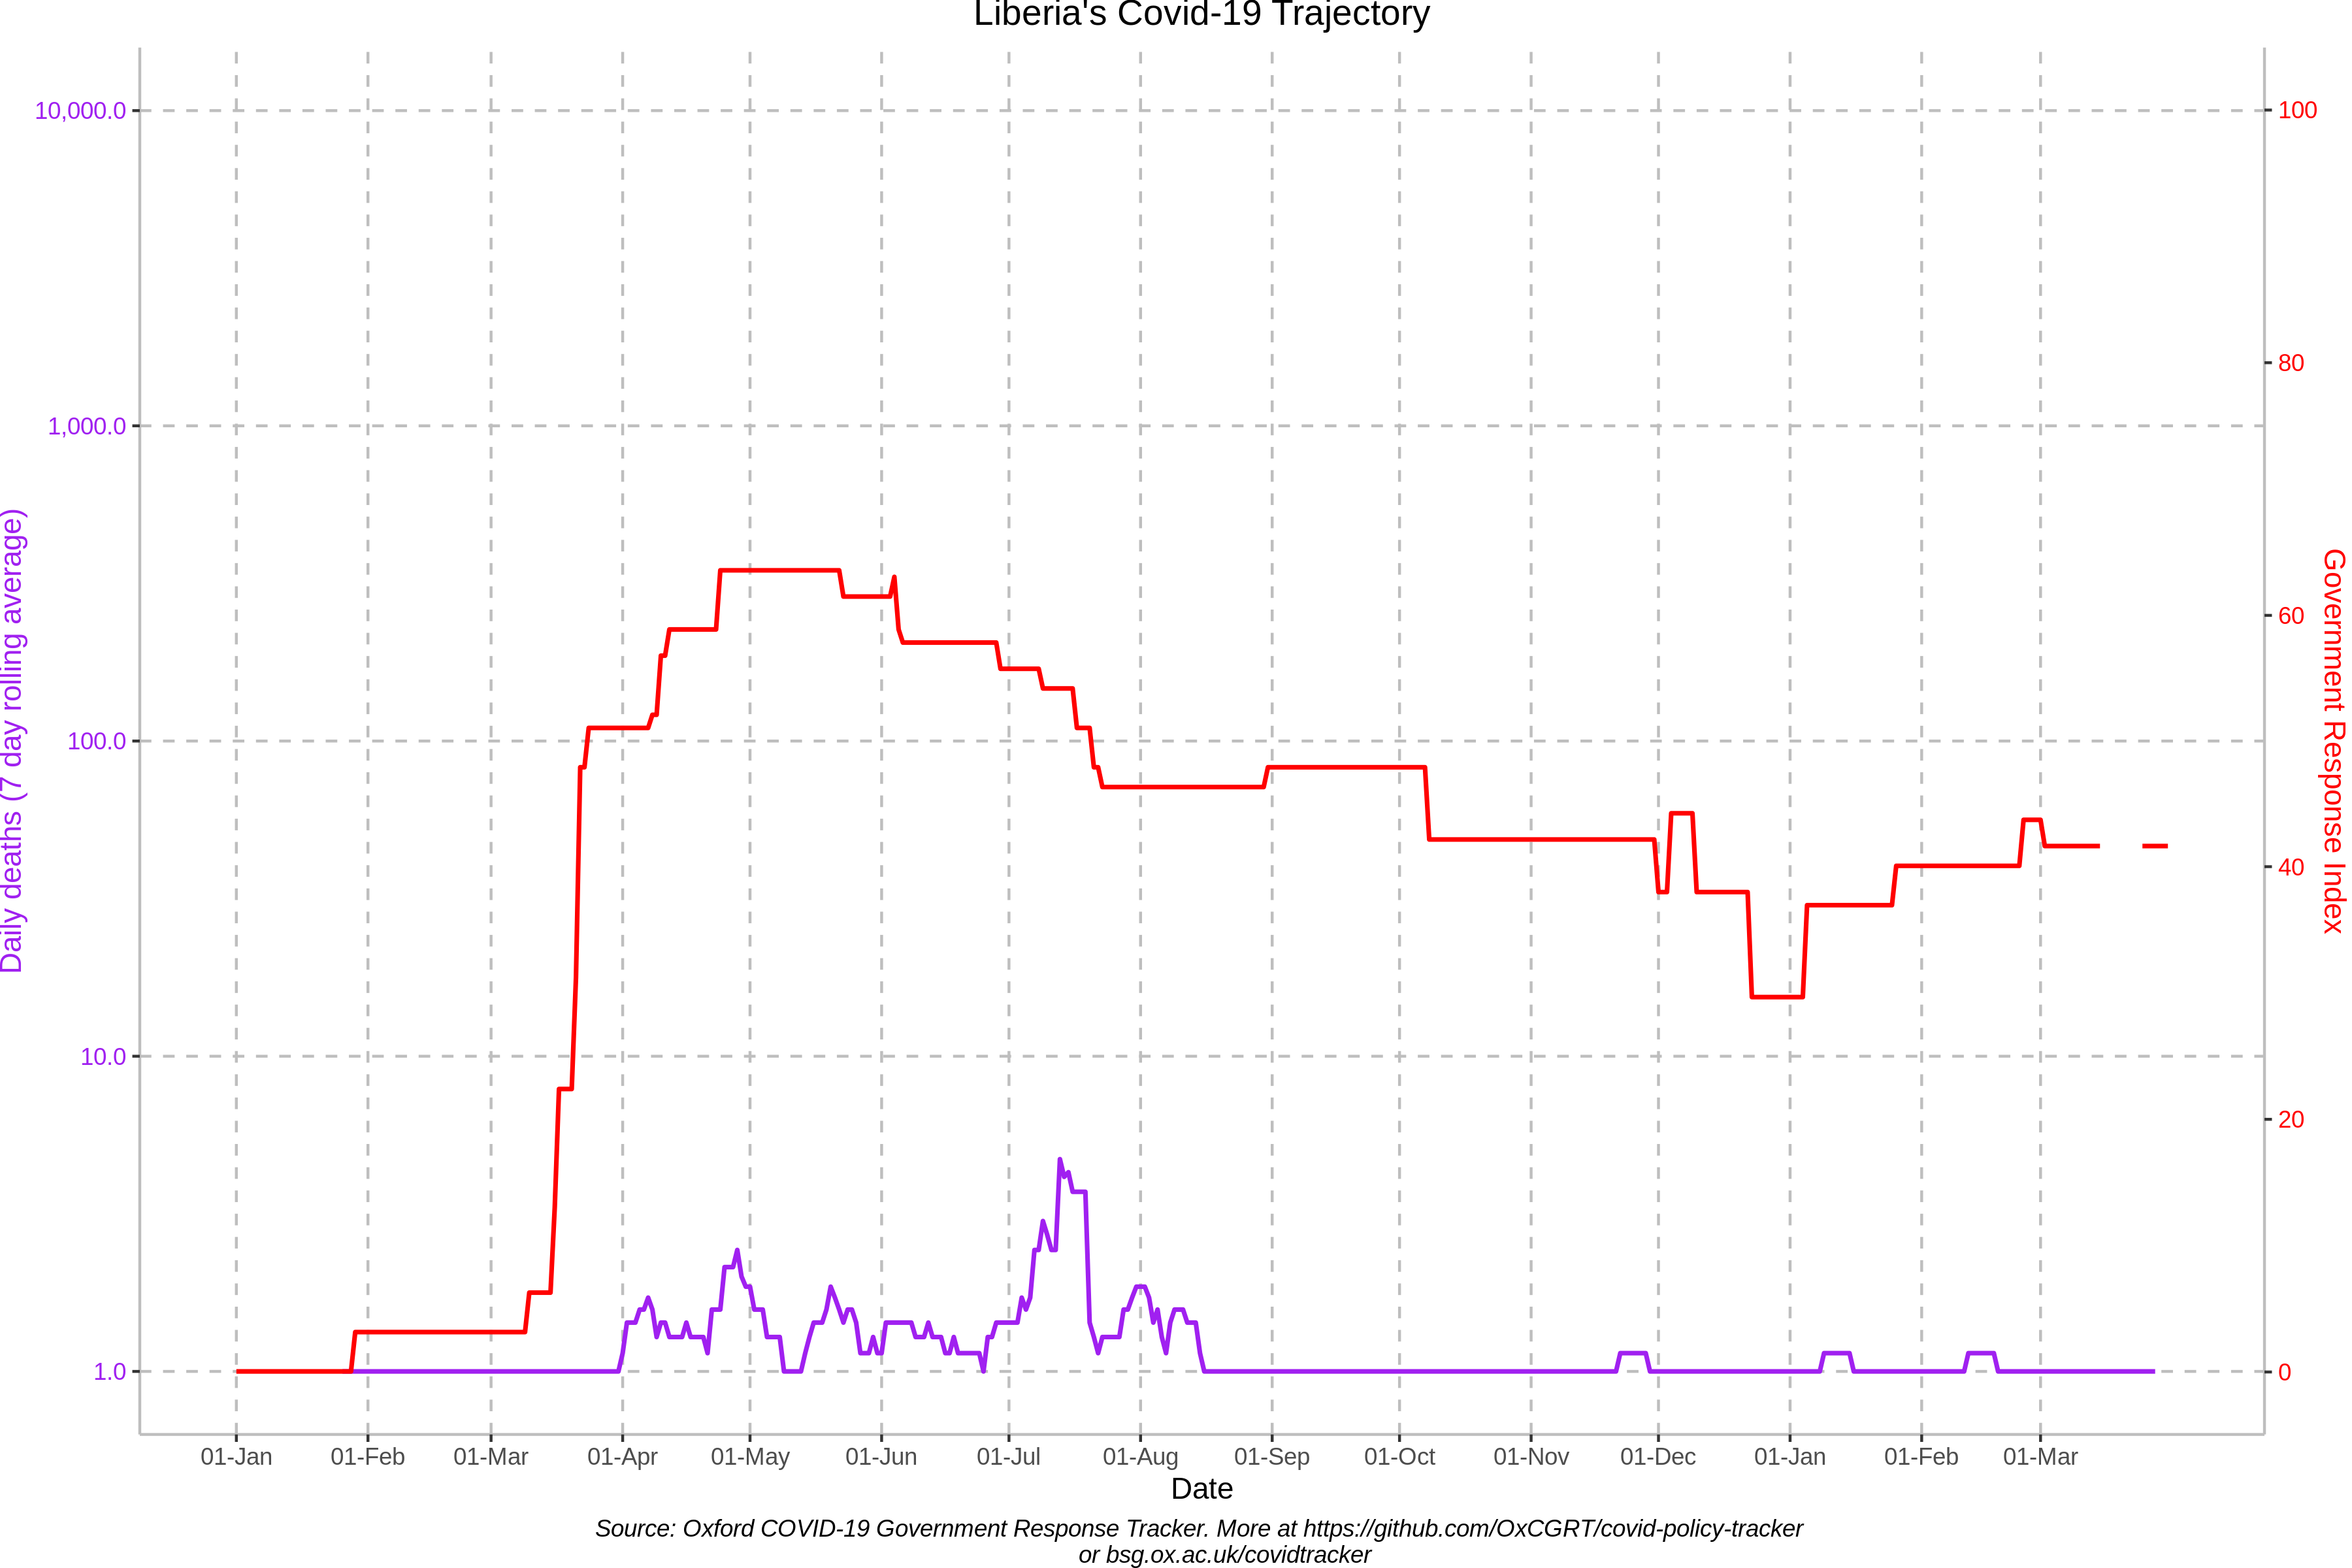 Liberia's Covid-19 Trajectory
10,000.0
1,000.0
100.0
10.0
1.0
Daily deaths (7 day rolling average)
100
80
60
40
20
0
Government Response Index
01-Jan 01-Feb 01-Mar 01-Apr 01-May 01-Jun 01-Jul 01-Aug 01-Sep 01-Oct 01-Nov 01-Dec 01-Jan 01-Feb 01-Mar
Date
Source: Oxford COVID-19 Government Response Tracker. More at https://github.com/OxCGRT/covid-policy-tracker
or bsg.ox.ac.uk/covidtracker